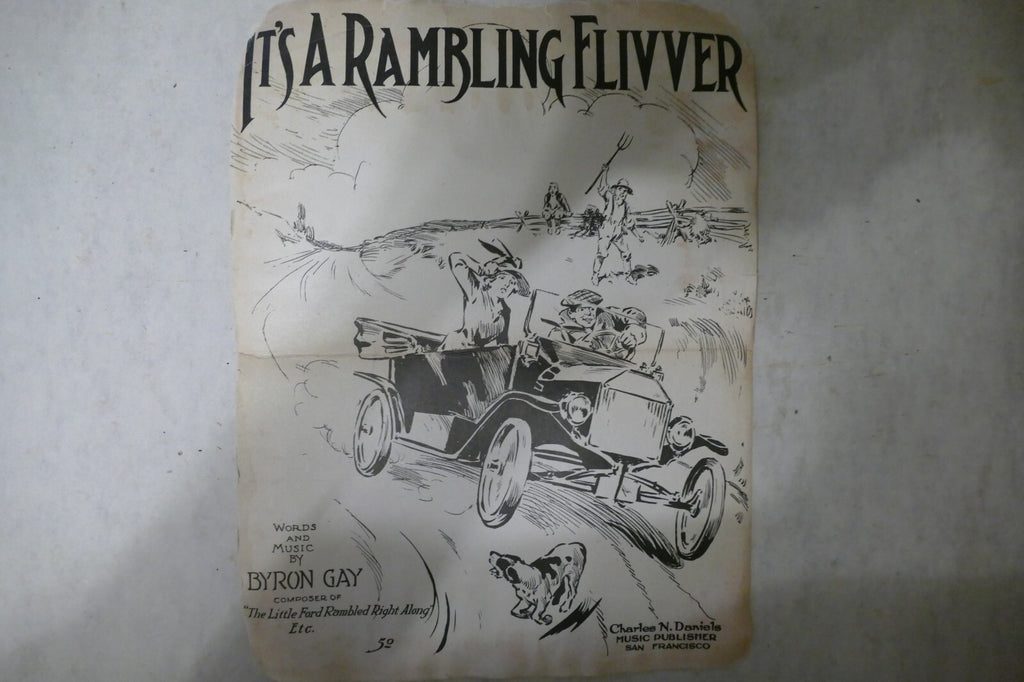 IT'S A RAMBLING FLIVVER
WORDS
AND
MUSIC
BY
BYRON GAY
COMPOSER OF
"The Little Ford Rambled Right Along"
Etc.
50
Charles N. Daniels
MUSIC PUBLISHER
SAN FRANCISCO